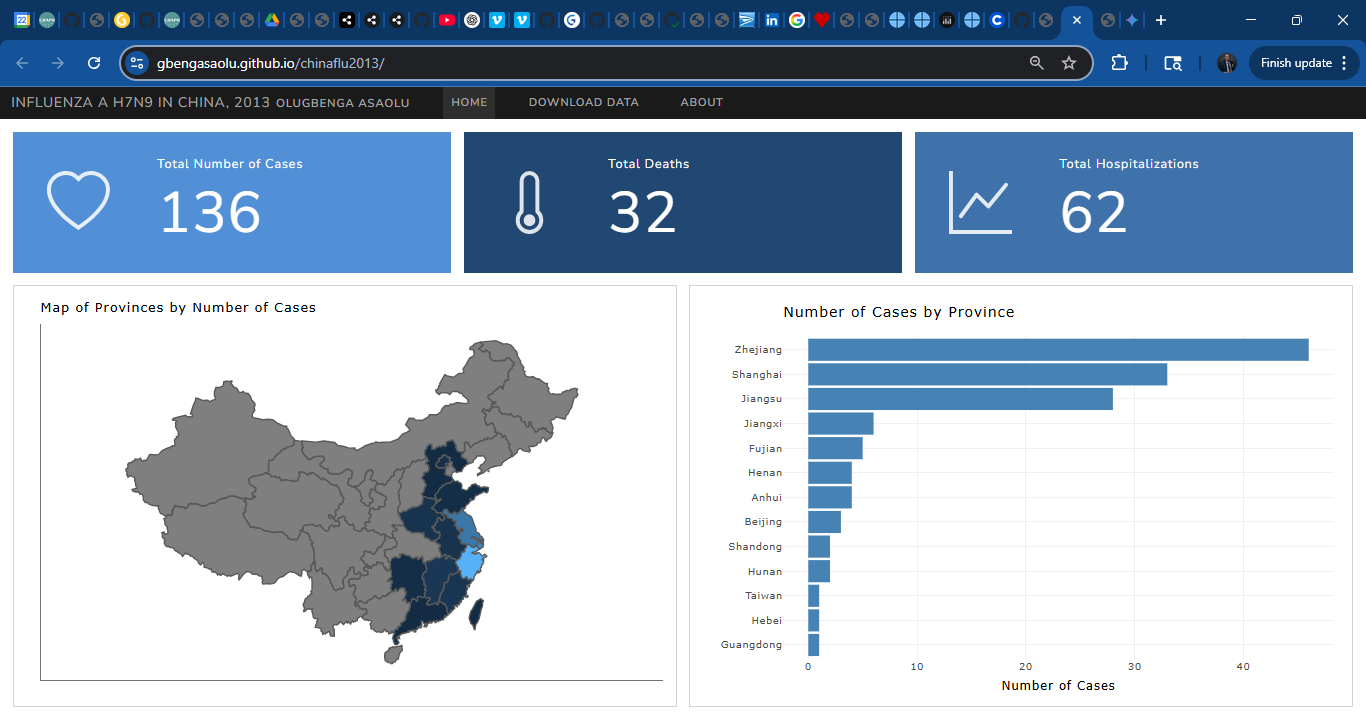 22
gbengasaolu.github.io/chinaflu2013/
Finish update
INFLUENZA A H7N9 IN CHINA, 2013 OLUGBENGA ASAOLU
HOME
DOWNLOAD DATA
ABOUT
Total Number of Cases
136
Total Deaths
32
Total Hospitalizations
62
Map of Provinces by Number of Cases
Number of Cases by Province
Zhejiang
Shanghai
Jiangsu
Jiangxi
Fujian
Henan
Anhui
Beijing
Shandong
Hunan
Taiwan
Hebei
Guangdong
0 10 20 30 40
Number of Cases